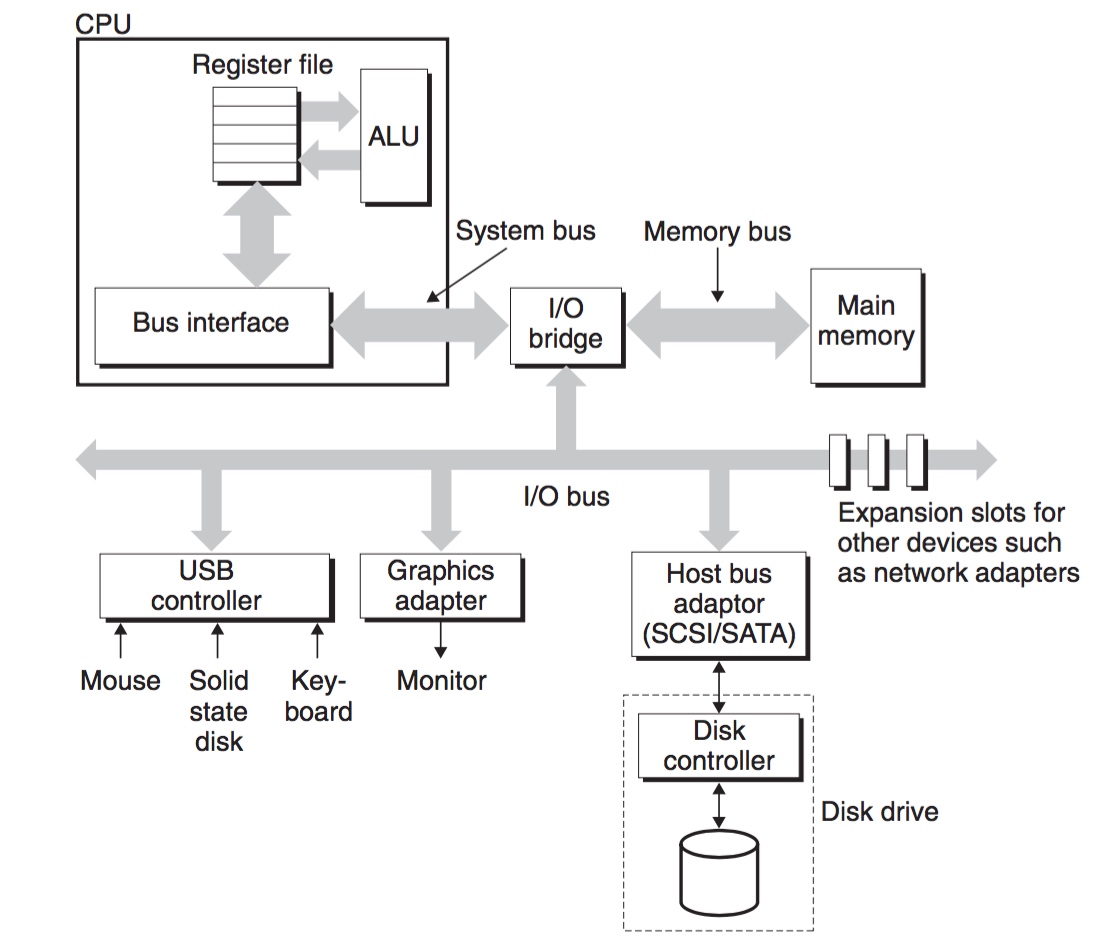 CPU
Register file
ALU
System bus
Memory bus
Bus interface
I/O
bridge
Main
memory
I/O bus
Expansion slots for
other devices such
as network adapters
USB
controller
Graphics
adapter
Host bus
adaptor
(SCSI/SATA)
Mouse
Solid
state
disk
Key-
board
Monitor
Disk
controller
Disk drive